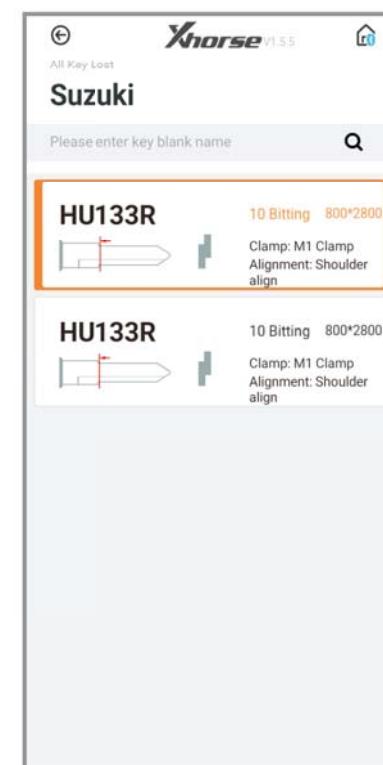 Xhorse V1.5.5
All Key Lost
Suzuki
Please enter key blank name
HU133R
10 Bitting 800*2800
Clamp: M1 Clamp
Alignment: Shoulder
align
HU133R
10 Bitting 800*2800
Clamp: M1 Clamp
Alignment: Shoulder
align